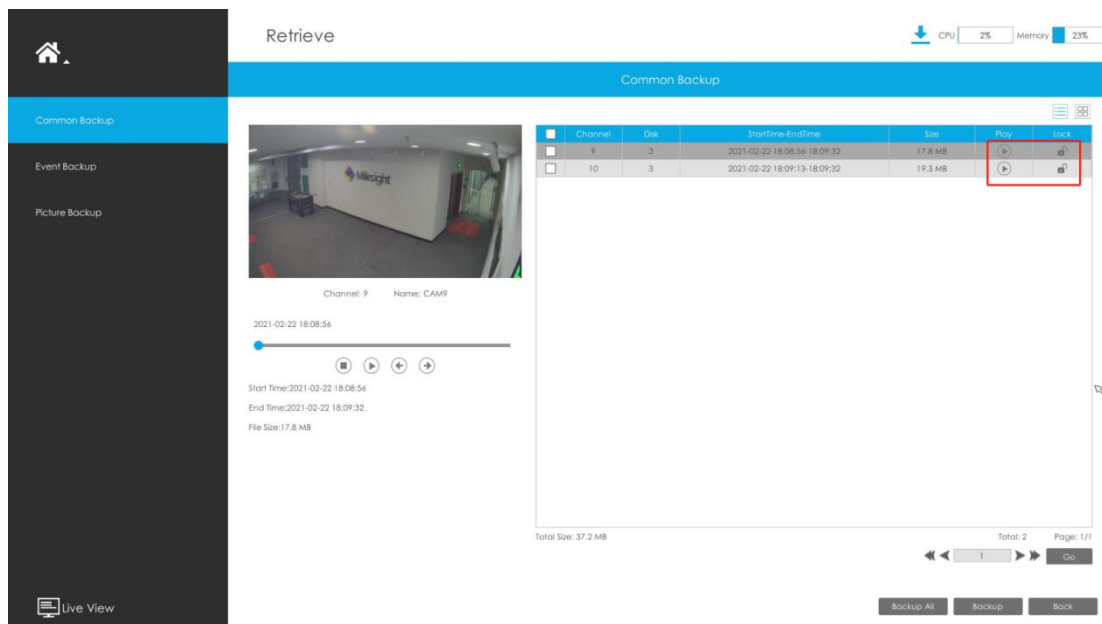 Retrieve
CPU 2% Memory 23%
Common Backup
Common Backup
Event Backup
Picture Backup
Live View
Milesight
Channel: 9 Name: CAM9
2021-02-22 18:08:56
Start Time:2021-02-22 18:08:56
End Time:2021-02-22 18:09:32
File Size:17.8 MB
Channel Disk StartTime-EndTime Size Play Lock
9 3 2021-02-22 18:08:56-18:09:32 17.8 MB
10 3 2021-02-22 18:09:13-18:09:32 19.3 MB
Total Size: 37.2 MB
Total: 2 Page: 1/1
1 Go
Backup All Backup Back